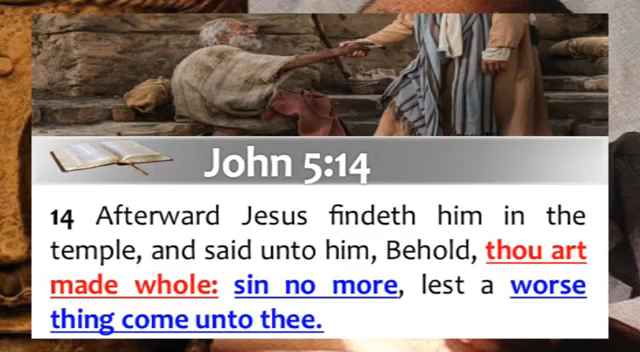 John 5:14
14 Afterward Jesus findeth him in the
temple, and said unto him, Behold, thou art
made whole: sin no more, lest a worse
thing come unto thee.